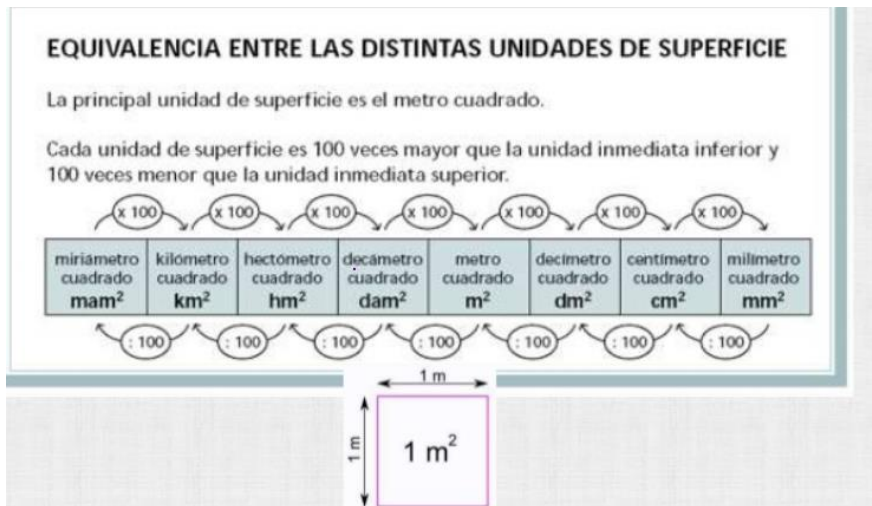 EQUIVALENCIA ENTRE LAS DISTINTAS UNIDADES DE SUPERFICIE
La principal unidad de superficie es el metro cuadrado.
Cada unidad de superficie es 100 veces mayor que la unidad inmediata inferior y
100 veces menor que la unidad inmediata superior.
x 100 x 100 x 100 x 100 x 100 x 100 x 100
miriámetro cuadrado mam²
kilómetro cuadrado km²
hectómetro cuadrado hm²
decámetro cuadrado dam²
metro cuadrado m²
decímetro cuadrado dm²
centímetro cuadrado cm²
milímetro cuadrado mm²
: 100 : 100 : 100 : 100 : 100 : 100 : 100
1 m
1 m
1 m²